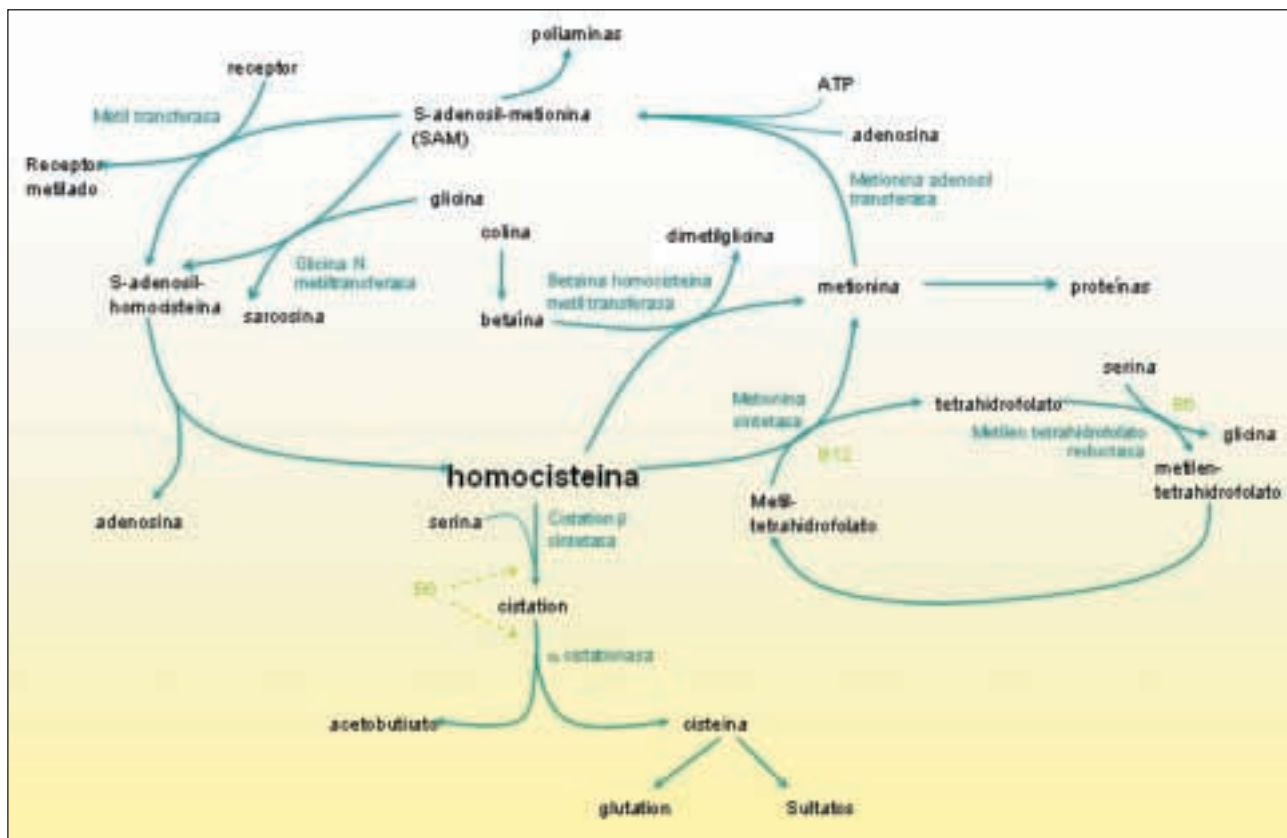 poliaminas
receptor
ATP
Metil transferasa
S-adenosil-metionina
(SAM)
adenosina
Receptor
metilado
Metionina adenosil
transferasa
glicina
colina
dimetilglicina
Glicina N
metiltransferasa
Betaina homocisteina
metil transferasa
S-adenosil-
homocisteina
metionina
proteínas
sarcosina
betaína
serina
Metionina
sintetasa
tetrahidrofolato
B6
glicina
Metilen tetrahidrofolato
reductasa
B12
homocisteina
metilen-
tetrahidrofolato
adenosina
serina
Cistation β
sintetasa
Metil-
tetrahidrofolato
B6
cistation
cistationasa
acetobutirato
cisteina
glutation
Sulfatos